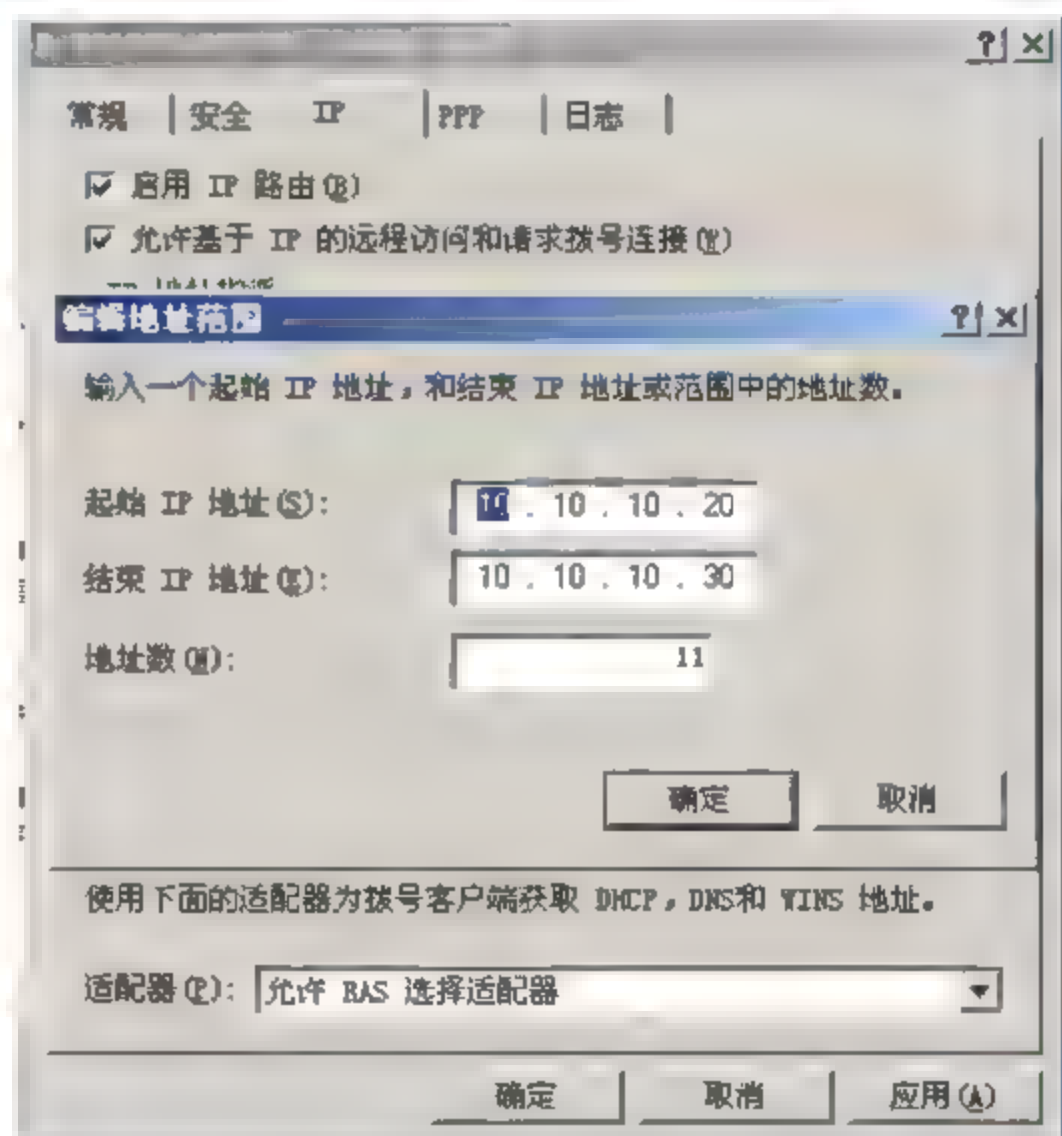 常规 安全 IP PPP 日志
启用 IP 路由(B)
允许基于 IP 的远程访问和请求拨号连接(W)
编辑地址范围
输入一个起始 IP 地址,和结束 IP 地址或范围中的地址数。
起始 IP 地址(S): 10 . 10 . 10 . 20
结束 IP 地址(E): 10 . 10 . 10 . 30
地址数(N): 11
确定 取消
使用下面的适配器为拨号客户端获取 DHCP,DNS和 WINS 地址。
适配器(P): 允许 RAS 选择适配器
确定 取消 应用(A)